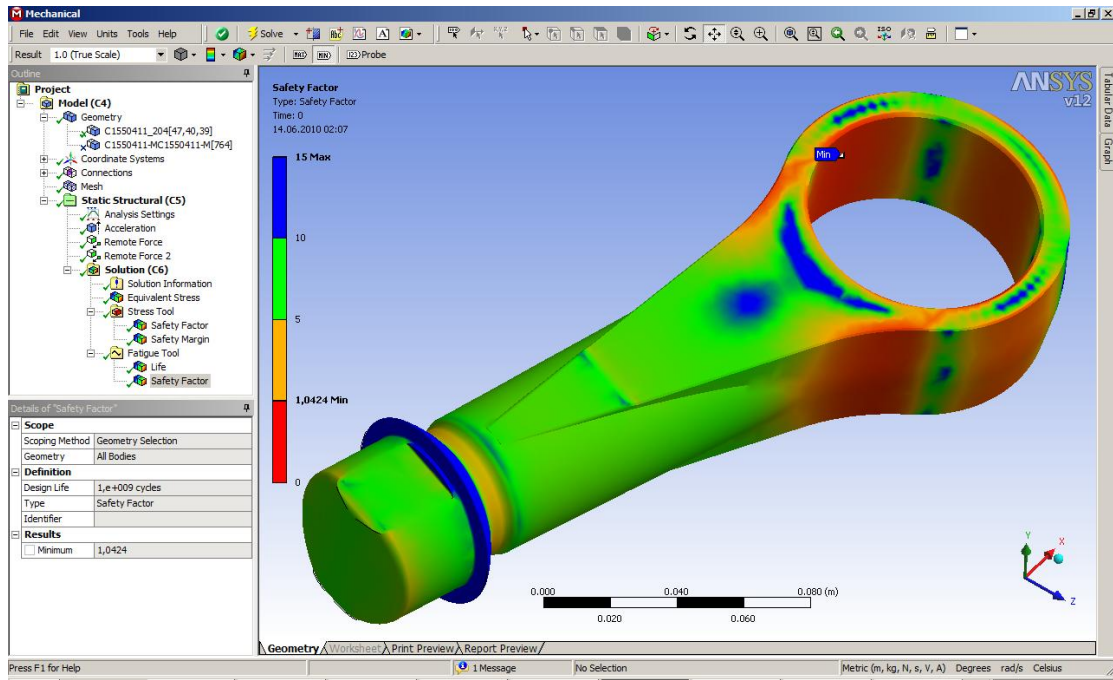 Mechanical
File Edit View Units Tools Help
Solve
Result 1.0 (True Scale)
Probe
Outline
Project
Model (C4)
Geometry
C1550411_204[47,40,39]
C1550411-MC1550411-M[764]
Coordinate Systems
Connections
Mesh
Static Structural (C5)
Analysis Settings
Acceleration
Remote Force
Remote Force 2
Solution (C6)
Solution Information
Equivalent Stress
Stress Tool
Safety Factor
Safety Margin
Fatigue Tool
Life
Safety Factor
Details of "Safety Factor"
Scope
Scoping Method Geometry Selection
Geometry All Bodies
Definition
Design Life 1,e+009 cycles
Type Safety Factor
Identifier
Results
Minimum 1,0424
Safety Factor
Type: Safety Factor
Time: 0
14.06.2010 02:07
15 Max
10
5
1,0424 Min
0
Min
ANSYS
v12
Tabular Data
Graph
Y
X
Z
0.000 0.040 0.080 (m)
0.020 0.060
Geometry Worksheet Print Preview Report Preview
Press F1 for Help
1 Message
No Selection
Metric (m, kg, N, s, V, A) Degrees rad/s Celsius